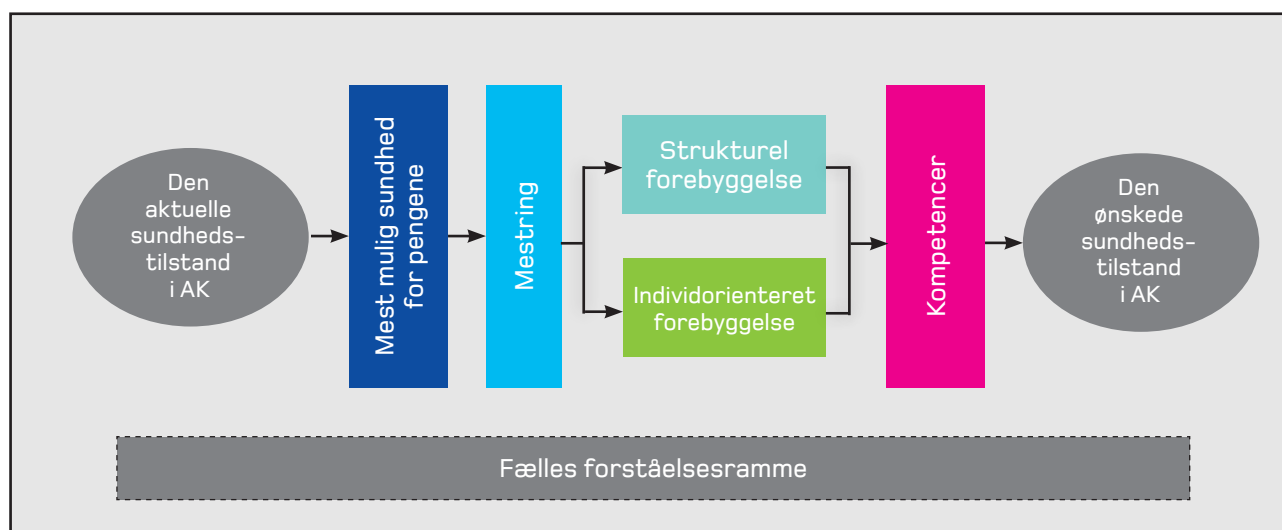 Den
aktuelle
sundheds-
tilstand
i AK
Mest mulig sundhed
for pengene
Mestring
Strukturel
forebyggelse
Individorienteret
forebyggelse
Kompetencer
Den
ønskede
sundheds-
tilstand
i AK
Fælles forståelsesramme